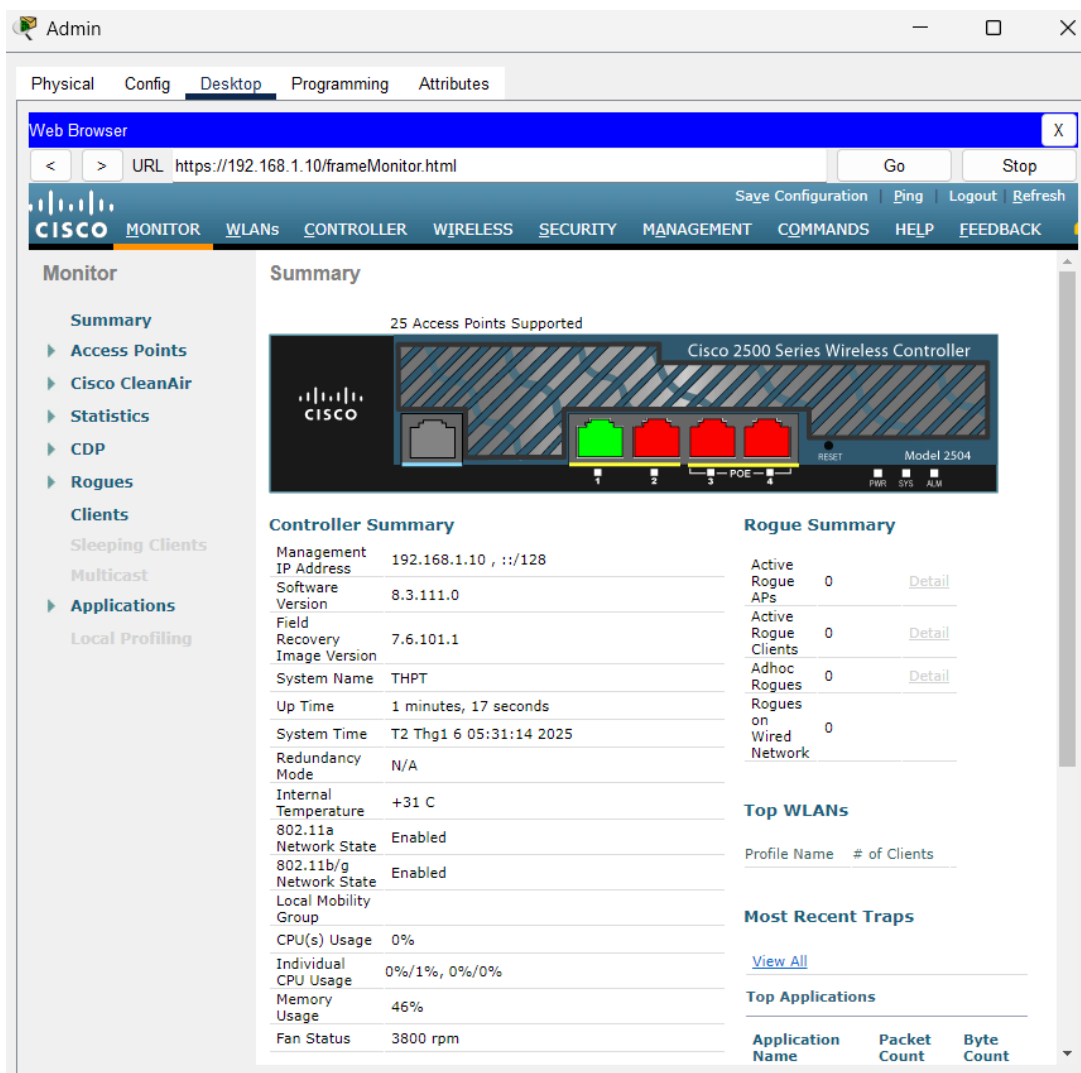 Admin
Physical Config Desktop Programming Attributes
Web Browser X
< > URL https://192.168.1.10/frameMonitor.html Go Stop
Save Configuration Ping Logout Refresh
CISCO MONITOR WLANs CONTROLLER WIRELESS SECURITY MANAGEMENT COMMANDS HELP FEEDBACK
Monitor
Summary
Access Points
Cisco CleanAir
Statistics
CDP
Rogues
Clients
Sleeping Clients
Multicast
Applications
Local Profiling
Summary
25 Access Points Supported
Cisco 2500 Series Wireless Controller
CISCO
RESET
Model 2504
1 2 3 POE 4
PWR SYS ALM
Controller Summary
Management
IP Address 192.168.1.10 , ::/128
Software
Version 8.3.111.0
Field
Recovery
Image Version 7.6.101.1
System Name THPT
Up Time 1 minutes, 17 seconds
System Time T2 Thg1 6 05:31:14 2025
Redundancy
Mode N/A
Internal
Temperature +31 C
802.11a
Network State Enabled
802.11b/g
Network State Enabled
Local Mobility
Group
CPU(s) Usage 0%
Individual
CPU Usage 0%/1%, 0%/0%
Memory
Usage 46%
Fan Status 3800 rpm
Rogue Summary
Active
Rogue
APs 0 Detail
Active
Rogue
Clients 0 Detail
Adhoc
Rogues 0 Detail
Rogues
on
Wired
Network 0
Top WLANs
Profile Name # of Clients
Most Recent Traps
View All
Top Applications
Application
Name Packet
Count Byte
Count